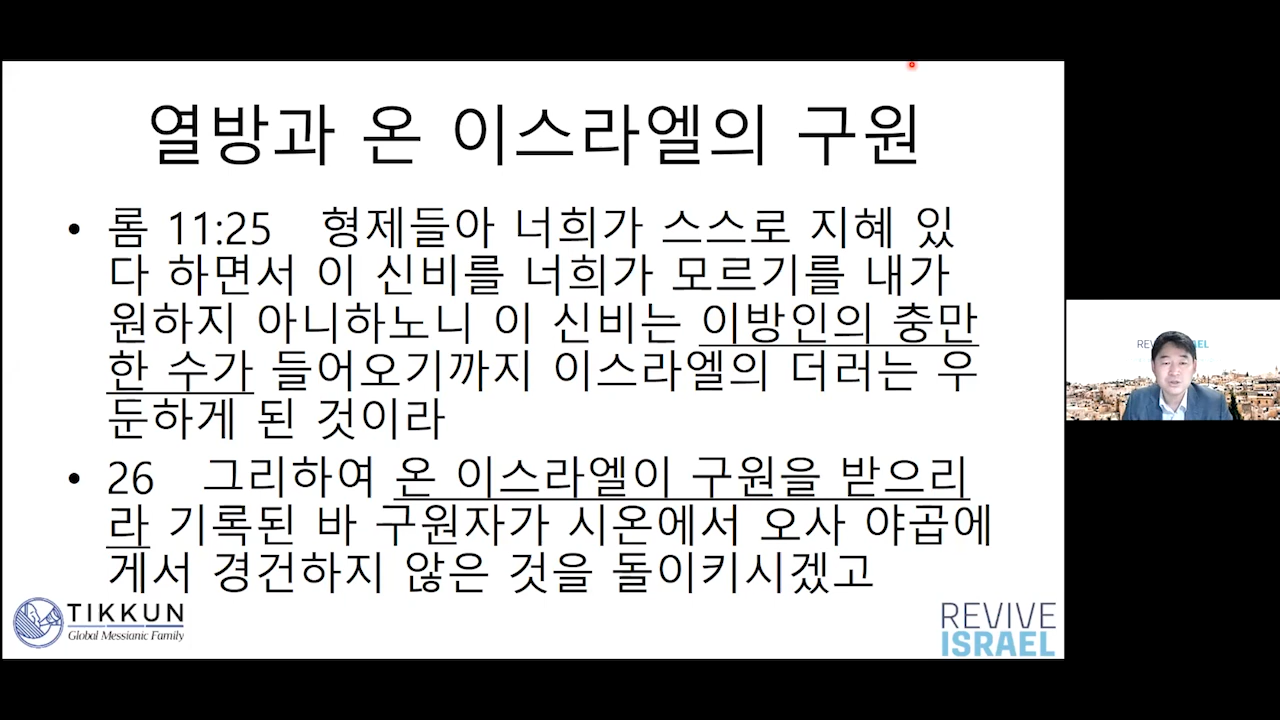 열방과 온 이스라엘의 구원
• 롬 11:25 형제들아 너희가 스스로 지혜 있
다 하면서 이 신비를 너희가 모르기를 내가
원하지 아니하노니 이 신비는 이방인의 충만
한 수가 들어오기까지 이스라엘의 더러는 우
둔하게 된 것이라
• 26 그리하여 온 이스라엘이 구원을 받으리
라 기록된 바 구원자가 시온에서 오사 야곱에
게서 경건하지 않은 것을 돌이키시겠고
TIKKUN
Global Messianic Family
REVIVE
ISRAEL